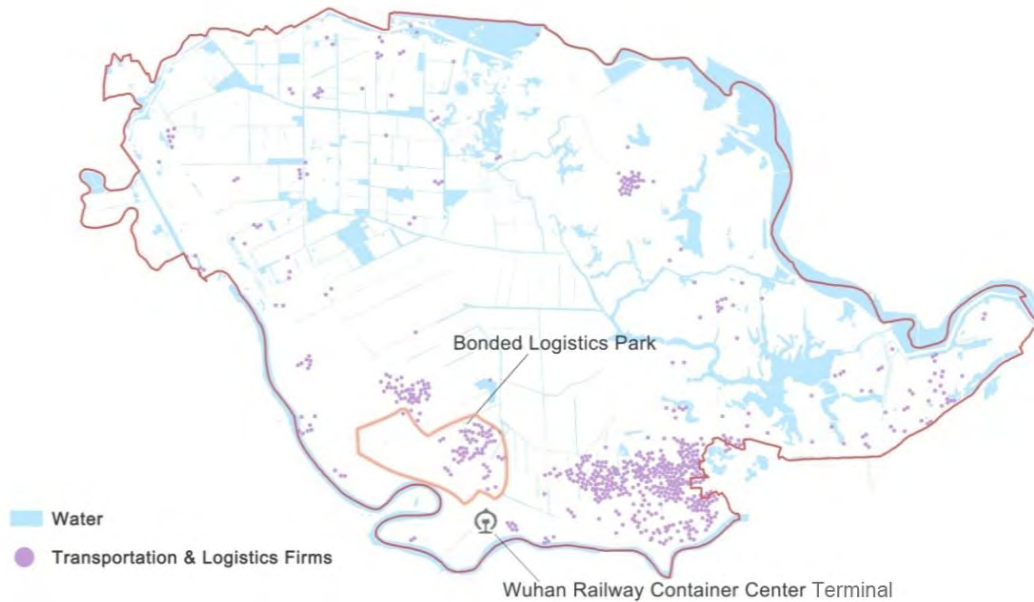 Bonded Logistics Park
Water
Transportation & Logistics Firms
Wuhan Railway Container Center Terminal